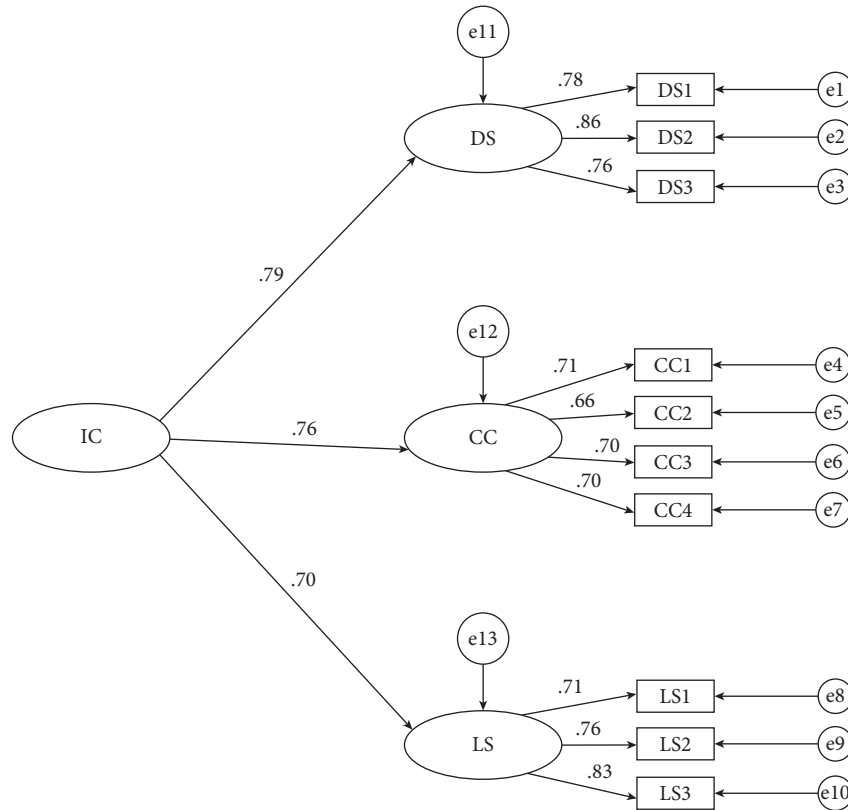 e11
.78
DS1
e1
.86
DS
DS2
e2
.76
DS3
e3
.79
e12
.71
CC1
e4
.66
CC2
e5
IC
.76
CC
.70
CC3
e6
.70
CC4
e7
.70
e13
.71
LS1
e8
.76
LS
LS2
e9
.83
LS3
e10